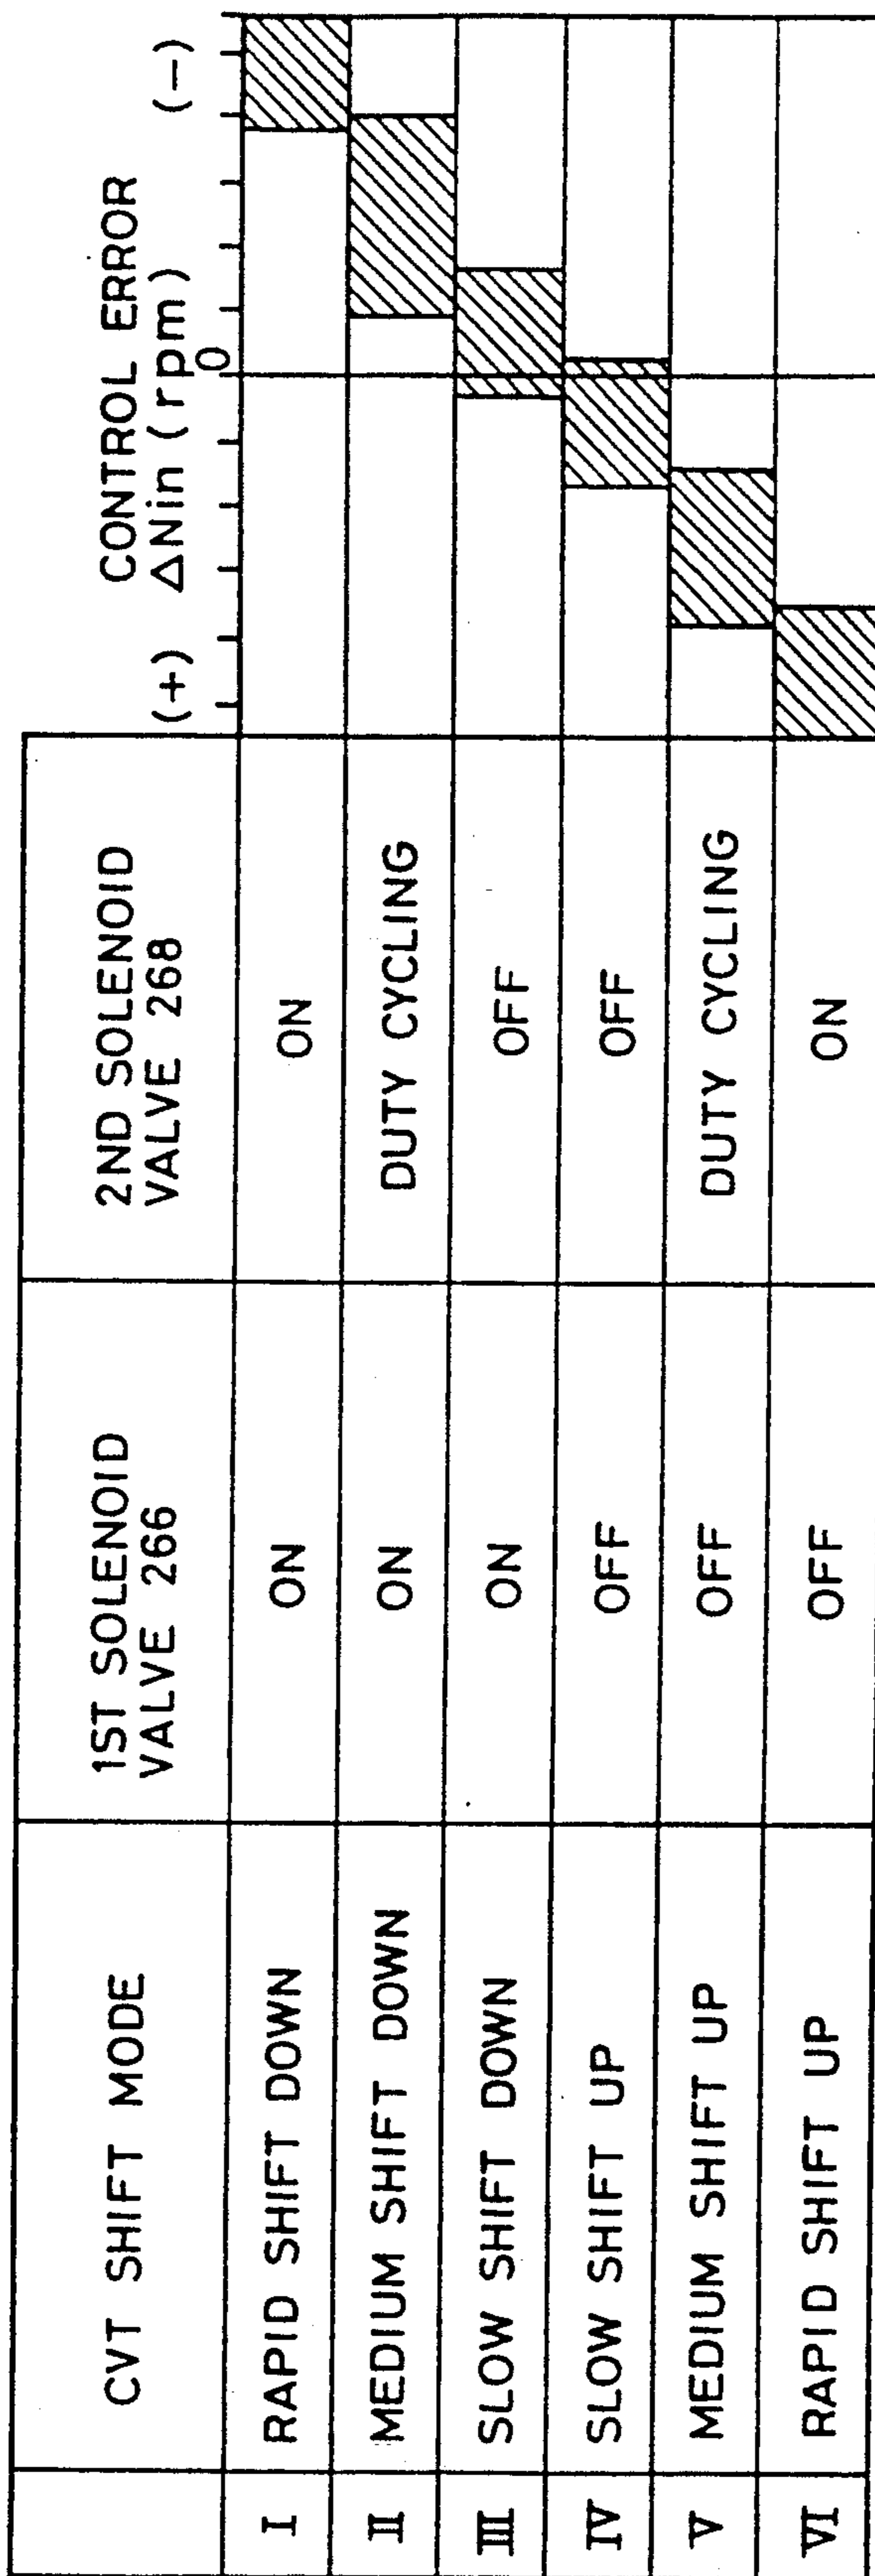 CVT SHIFT MODE
1ST SOLENOID
VALVE 266
2ND SOLENOID
VALVE 268
CONTROL ERROR
(+) ΔNin (rpm) (−)
0
I RAPID SHIFT DOWN ON ON
II MEDIUM SHIFT DOWN ON DUTY CYCLING
III SLOW SHIFT DOWN ON OFF
IV SLOW SHIFT UP OFF OFF
V MEDIUM SHIFT UP OFF DUTY CYCLING
VI RAPID SHIFT UP OFF ON